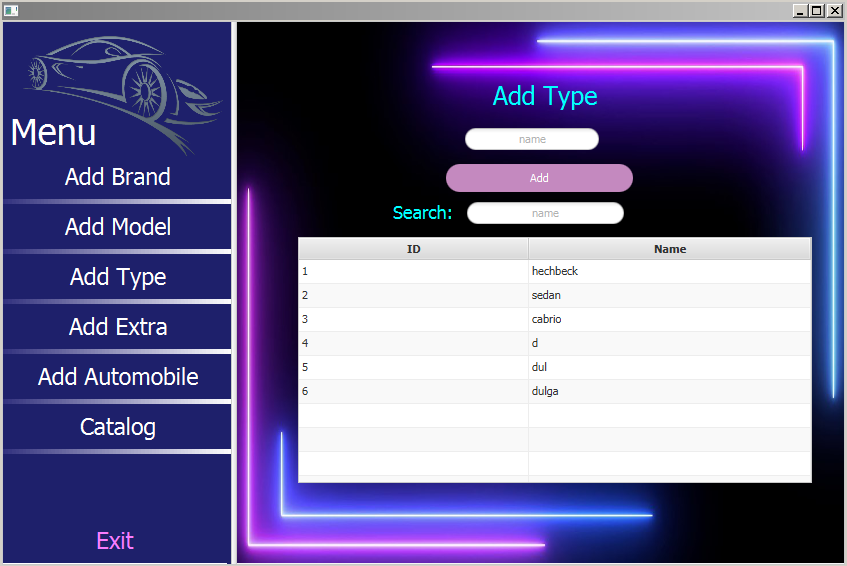 Menu
Add Brand
Add Model
Add Type
Add Extra
Add Automobile
Catalog
Exit
Add Type
name
Add
Search: name
ID Name
1 hechbeck
2 sedan
3 cabrio
4 d
5 dul
6 dulga